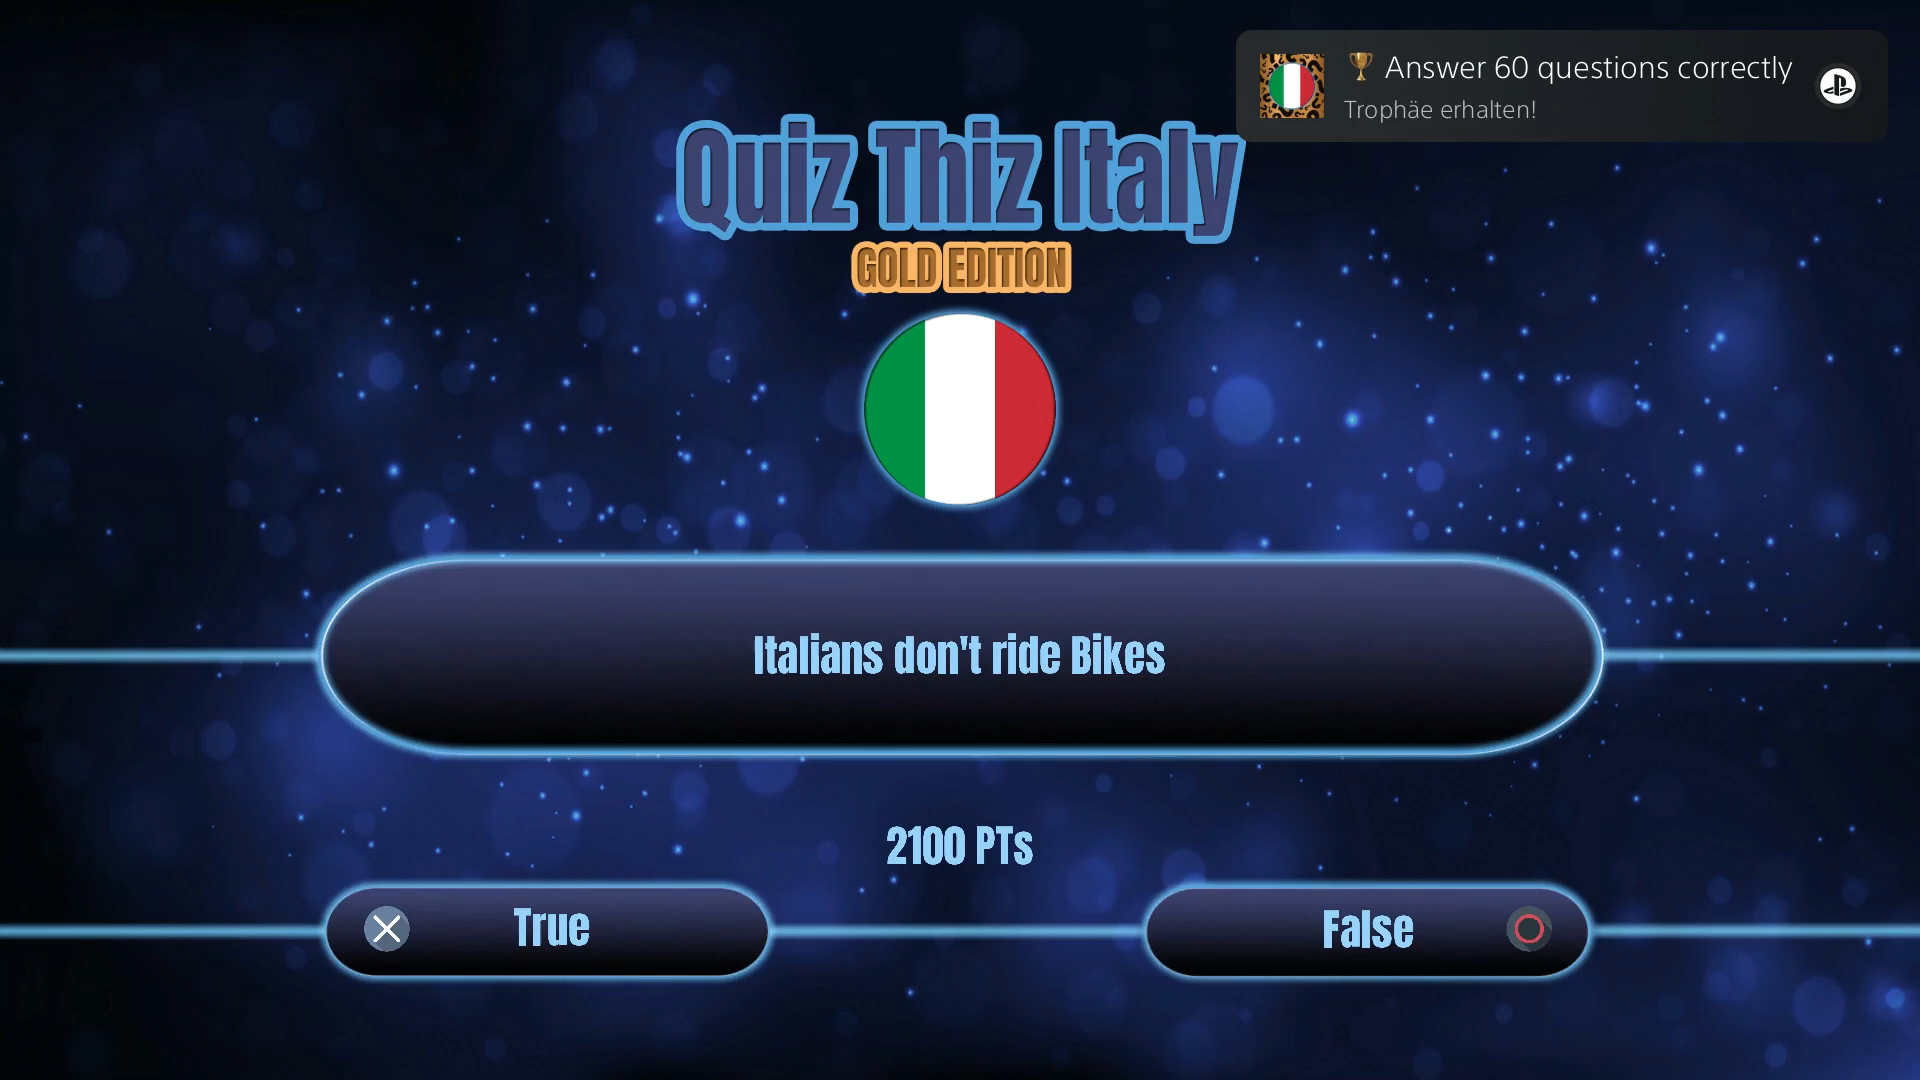 Answer 60 questions correctly
Trophäe erhalten!
Quiz Thiz Italy
GOLD EDITION
Italians don't ride Bikes
2100 PTs
True
False